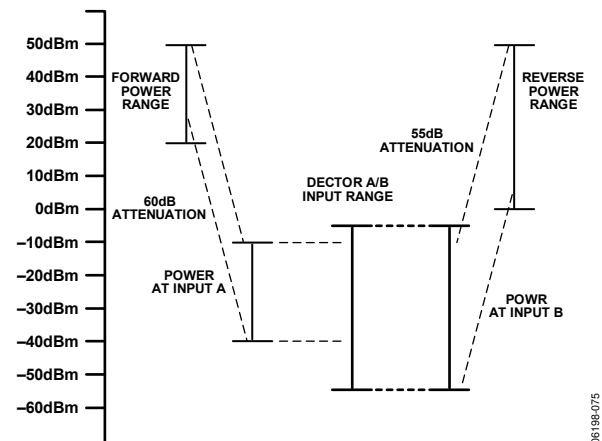 50dBm
40dBm
30dBm
20dBm
10dBm
0dBm
–10dBm
–20dBm
–30dBm
–40dBm
–50dBm
–60dBm
FORWARD
POWER
RANGE
60dB
ATTENUATION
POWER
AT INPUT A
DECTOR A/B
INPUT RANGE
55dB
ATTENUATION
REVERSE
POWER
RANGE
POWR
AT INPUT B
06198-075